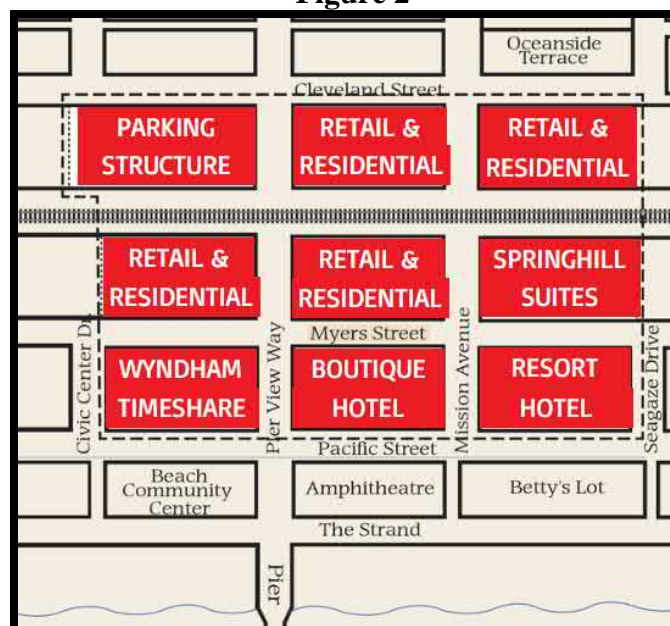 Figure 2
Oceanside
Terrace
Cleveland Street
PARKING
STRUCTURE
RETAIL &
RESIDENTIAL
RETAIL &
RESIDENTIAL
RETAIL &
RESIDENTIAL
RETAIL &
RESIDENTIAL
SPRINGHILL
SUITES
Myers Street
Civic Center Dr.
Pier View Way
Mission Avenue
Seagaze Drive
WYNDHAM
TIMESHARE
BOUTIQUE
HOTEL
RESORT
HOTEL
Pacific Street
Beach
Community
Center
Amphitheatre
Betty's Lot
The Strand
Pier